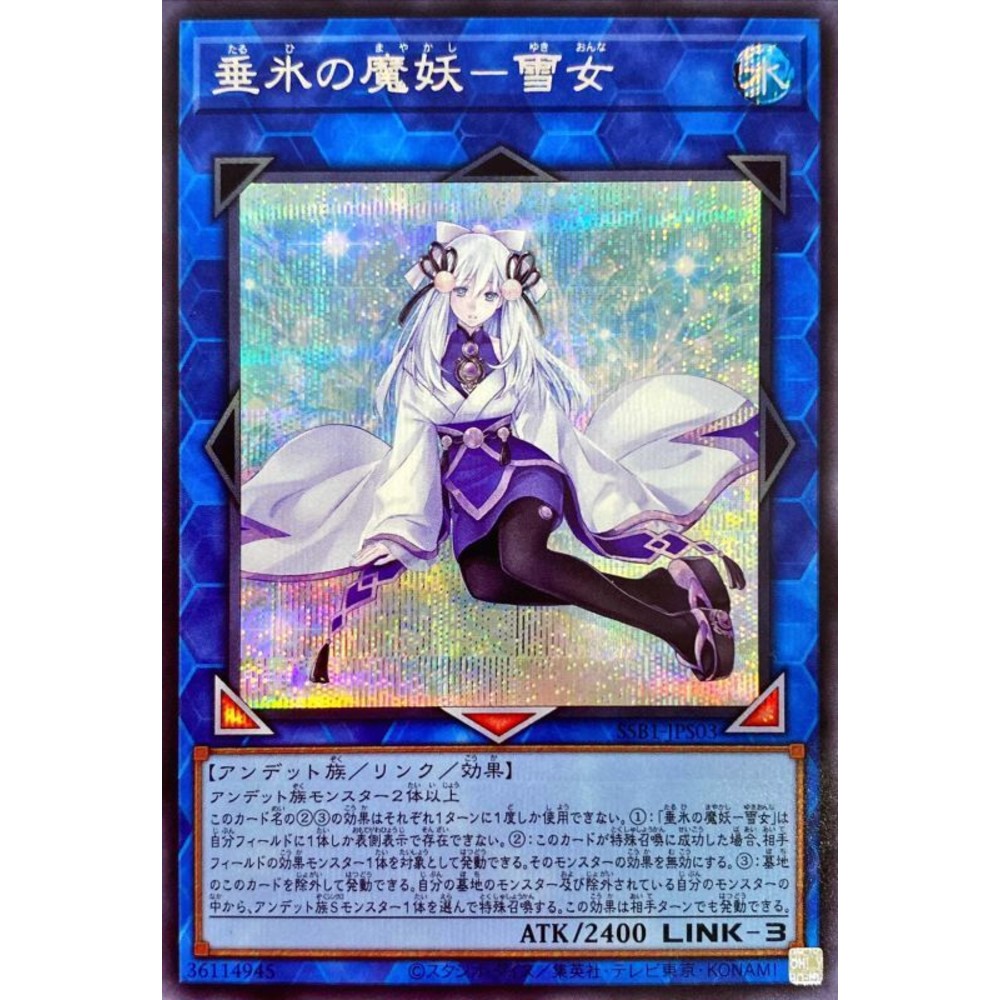 垂氷の魔妖－雪女
氷
SSB1-JPS03
【アンデット族／リンク／効果】
アンデット族モンスター２体以上
このカード名の②③の効果はそれぞれ１ターンに１度しか使用できない。①：「垂氷の魔妖－雪女」は
自分フィールドに１体しか表側表示で存在できない。②：このカードが特殊召喚に成功した場合、相手
フィールドの効果モンスター１体を対象として発動できる。そのモンスターの効果を無効にする。③：墓地
のこのカードを除外して発動できる。自分の墓地のモンスター及び除外されている自分のモンスターの
中から、アンデット族Ｓモンスター１体を選んで特殊召喚する。この効果は相手ターンでも発動できる。
ATK/2400 LINK-3
36114945 ©スタジオ・ダイス／集英社・テレビ東京・KONAMI